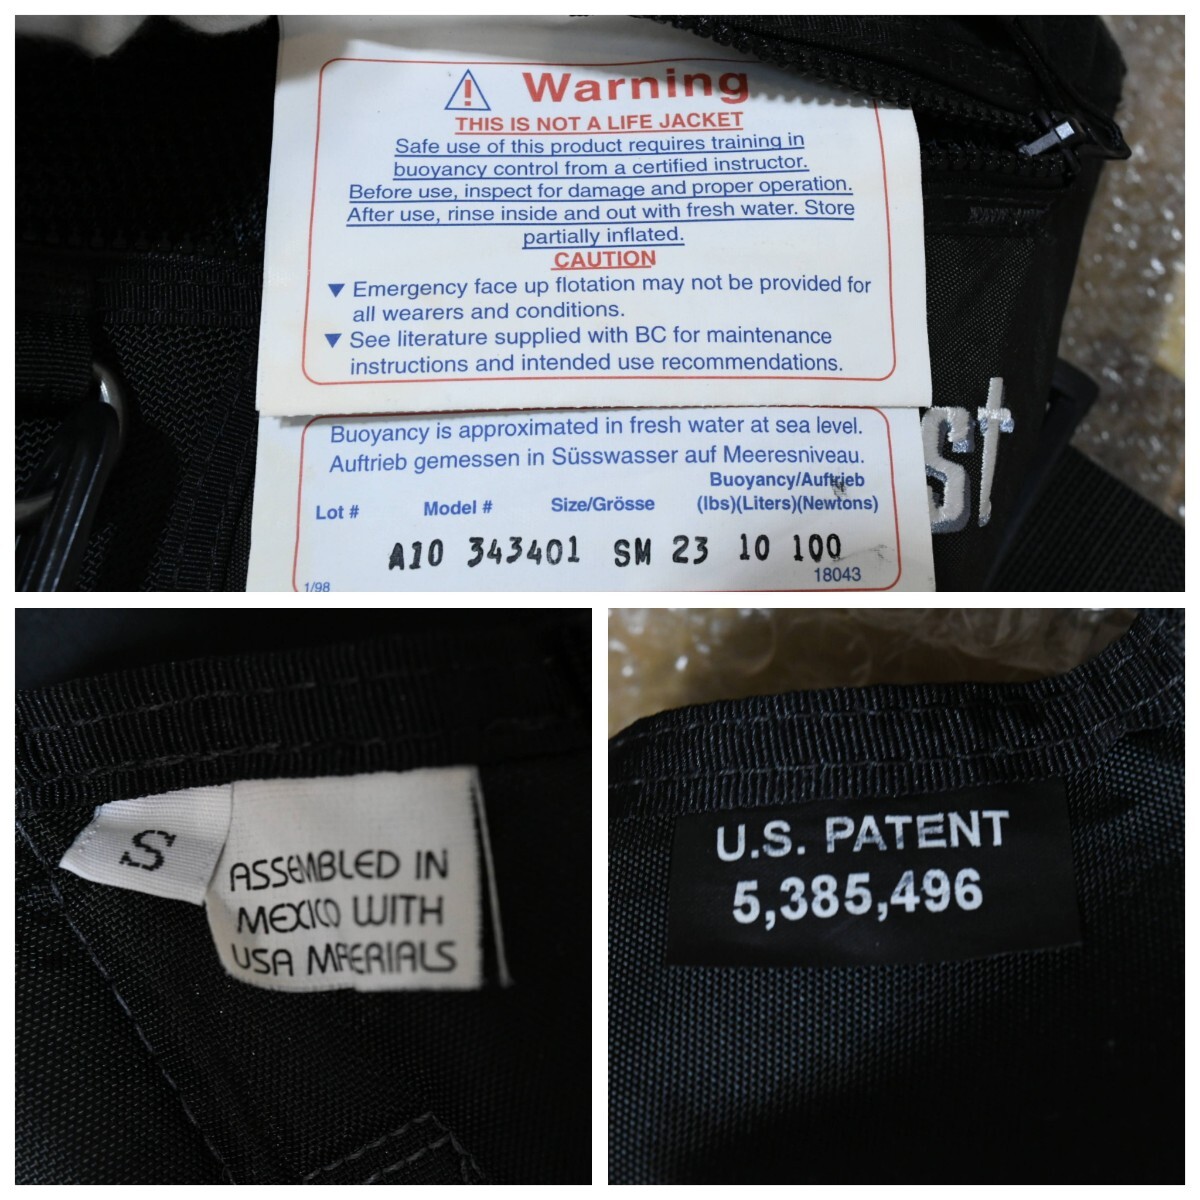 Warning
THIS IS NOT A LIFE JACKET
Safe use of this product requires training in
buoyancy control from a certified instructor.
Before use, inspect for damage and proper operation.
After use, rinse inside and out with fresh water. Store
partially inflated.
CAUTION
▼ Emergency face up flotation may not be provided for
all wearers and conditions.
▼ See literature supplied with BC for maintenance
instructions and intended use recommendations.
Buoyancy is approximated in fresh water at sea level.
Auftrieb gemessen in Süsswasser auf Meeresniveau.
Buoyancy/Auftrieb
Lot # Model # Size/Grösse (lbs)(Liters)(Newtons)
A10 343401 SM 23 10 100
1/98 18043
st
S
ASSEMBLED IN
MEXICO WITH
USA MATERIALS
U.S. PATENT
5,385,496